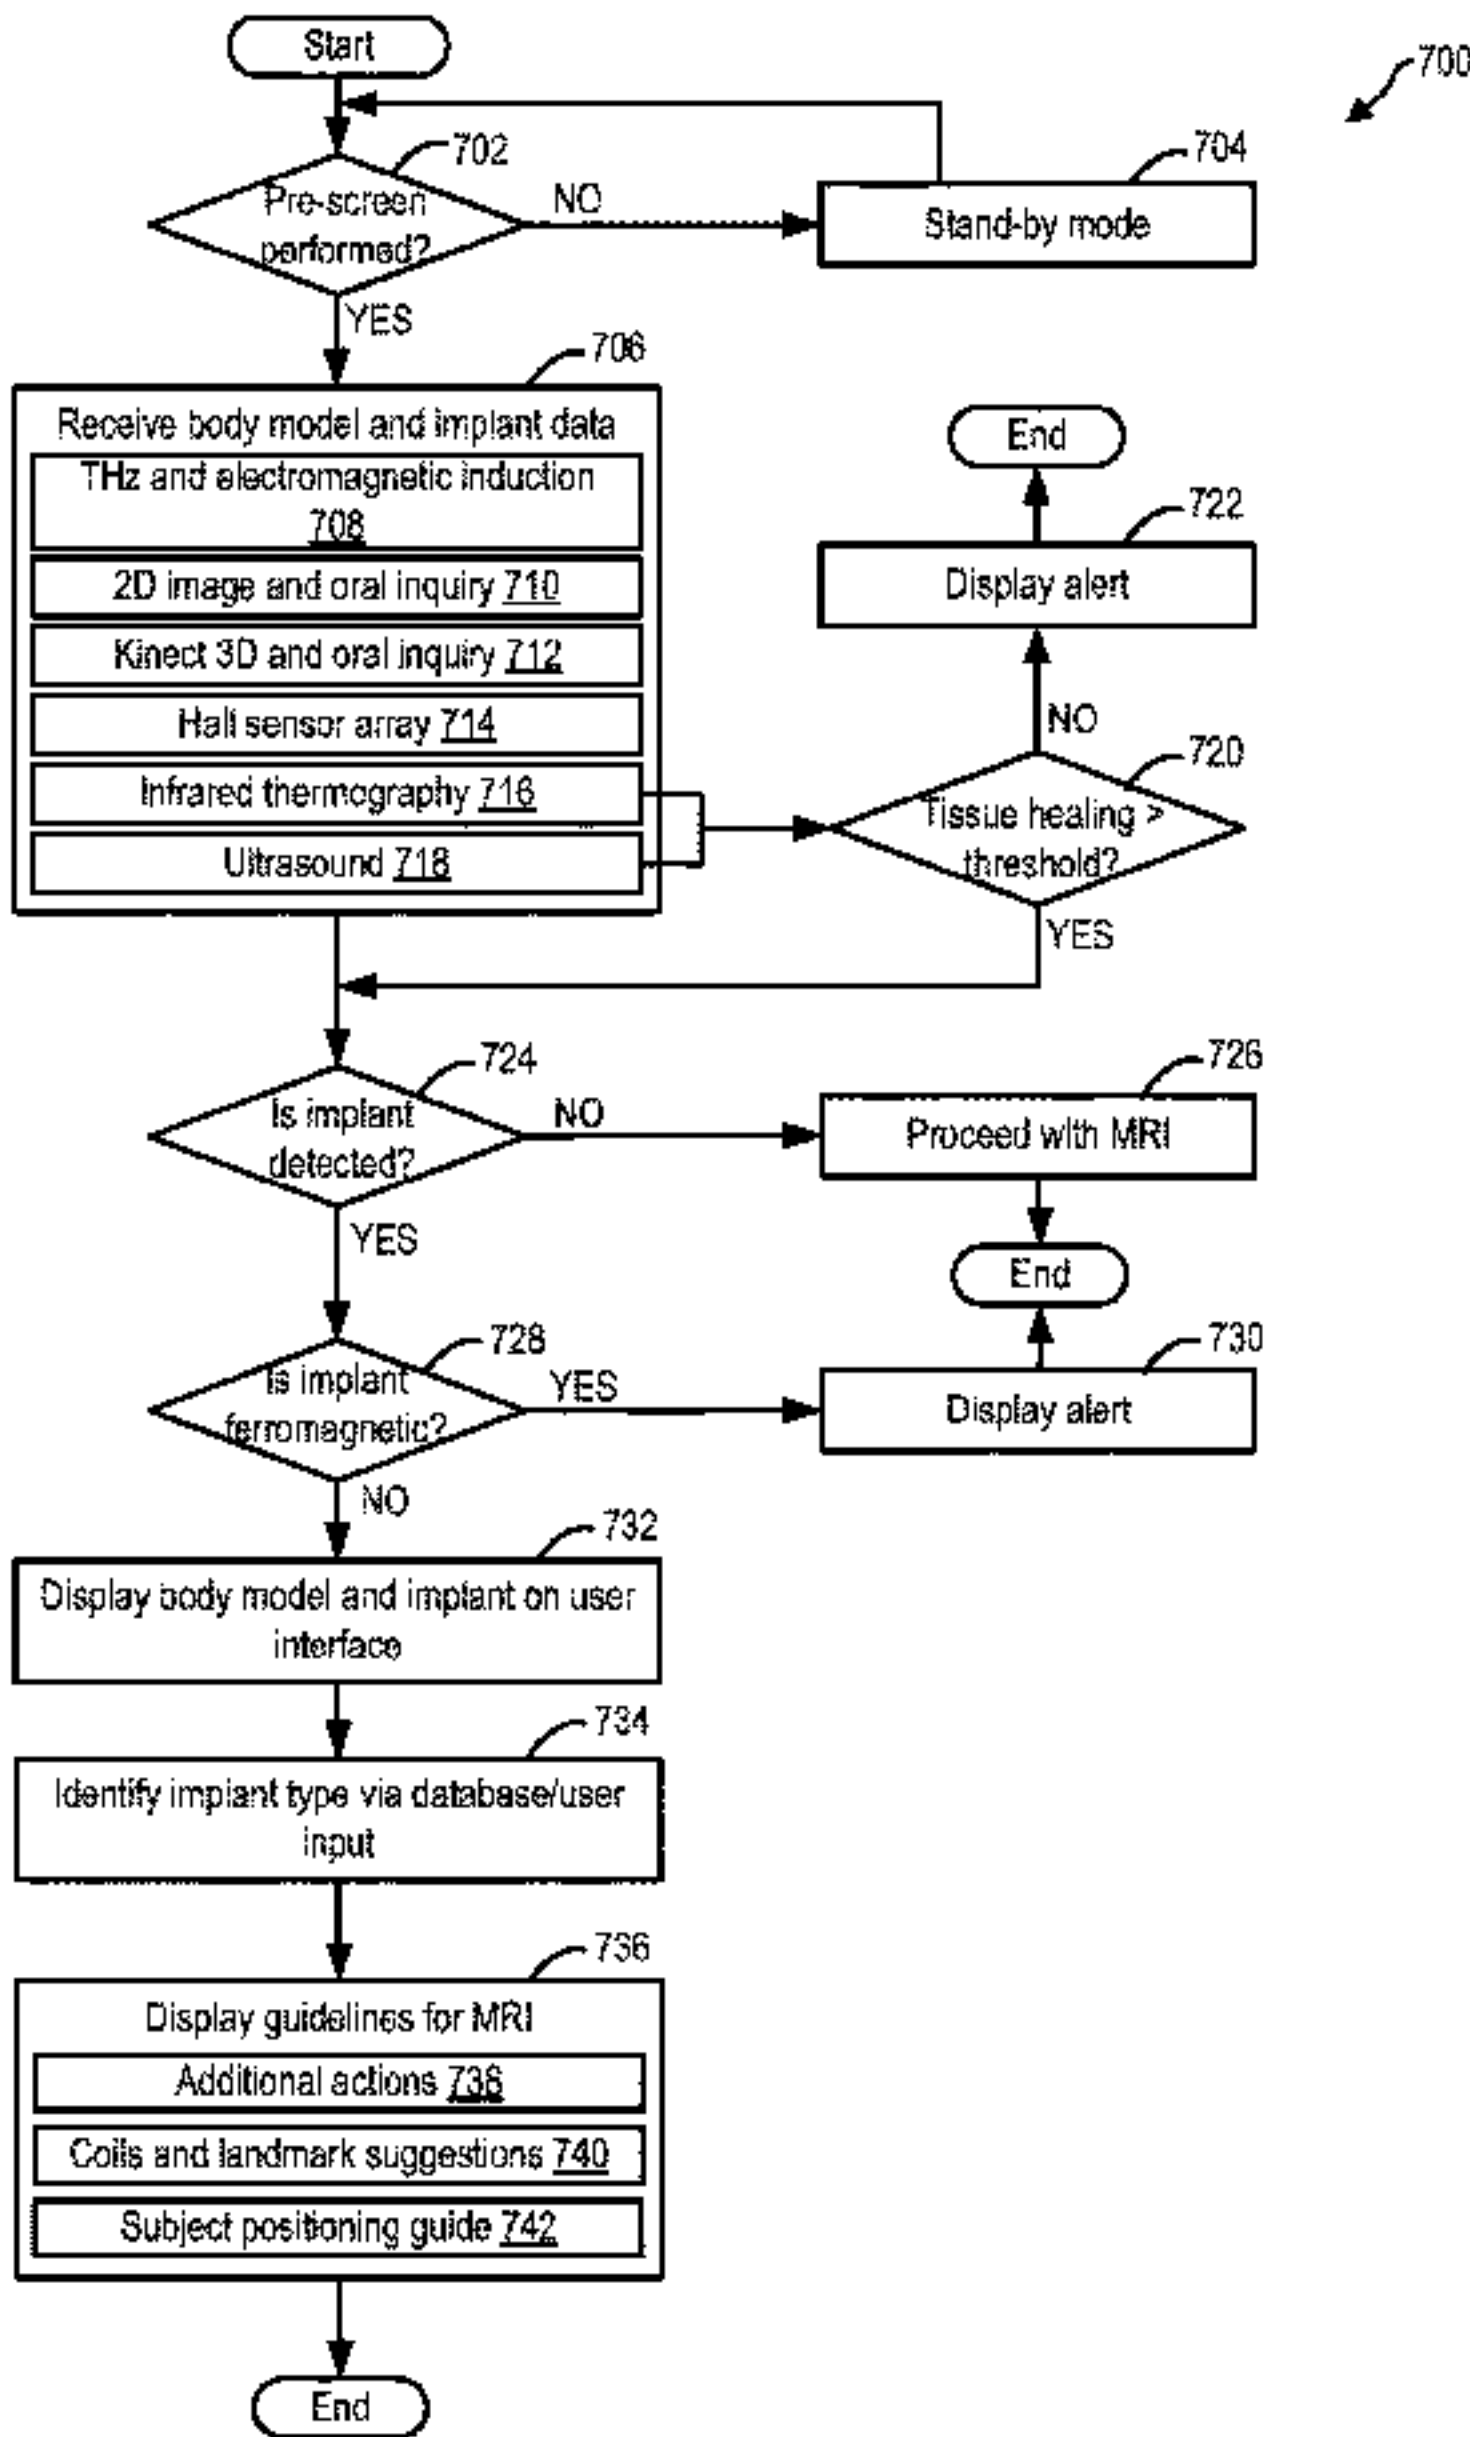 Start
700
702
704
Pre-screen
performed?
NO
Stand-by mode
YES
706
Receive body model and implant data
THz and electromagnetic induction
708
2D image and oral inquiry 710
Kinect 3D and oral inquiry 712
Hall sensor array 714
Infrared thermography 716
Ultrasound 718
End
722
Display alert
NO
720
Tissue healing >
threshold?
YES
724
Is implant
detected?
NO
726
Proceed with MRI
YES
End
728
Is implant
ferromagnetic?
YES
730
Display alert
NO
732
Display body model and implant on user
interface
734
Identify implant type via database/user
input
736
Display guidelines for MRI
Additional actions 738
Coils and landmark suggestions 740
Subject positioning guide 742
End